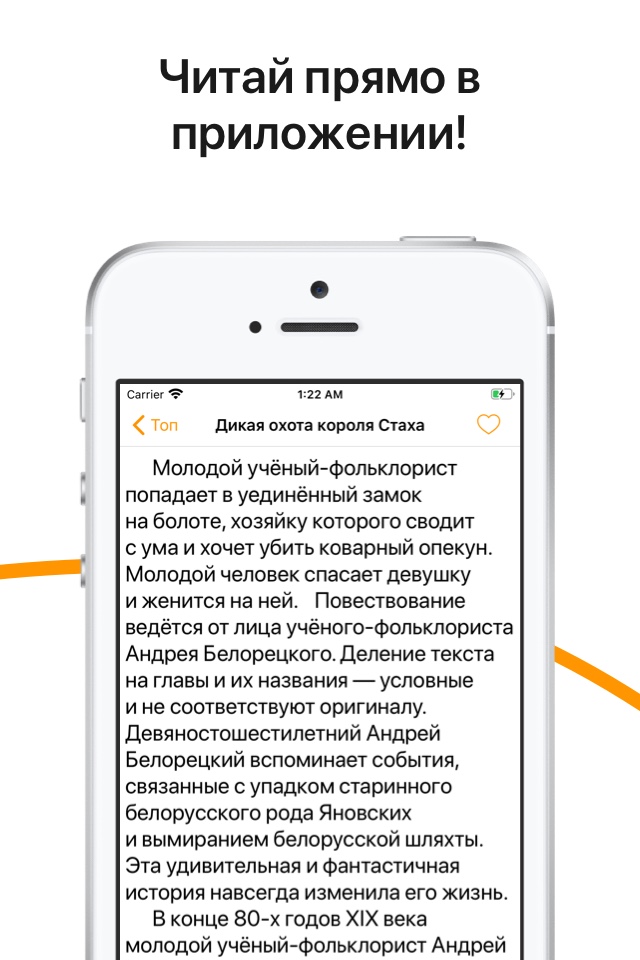 Читай прямо в
приложении!
Carrier
1:22 AM
Топ
Дикая охота короля Стаха
Молодой учёный-фольклорист
попадает в уединённый замок
на болоте, хозяйку которого сводит
с ума и хочет убить коварный опекун.
Молодой человек спасает девушку
и женится на ней. Повествование
ведётся от лица учёного-фольклориста
Андрея Белорецкого. Деление текста
на главы и их названия — условные
и не соответствуют оригиналу.
Девяностошестилетний Андрей
Белорецкий вспоминает события,
связанные с упадком старинного
белорусского рода Яновских
и вымиранием белорусской шляхты.
Эта удивительная и фантастичная
история навсегда изменила его жизнь.
В конце 80-х годов XIX века
молодой учёный-фольклорист Андрей